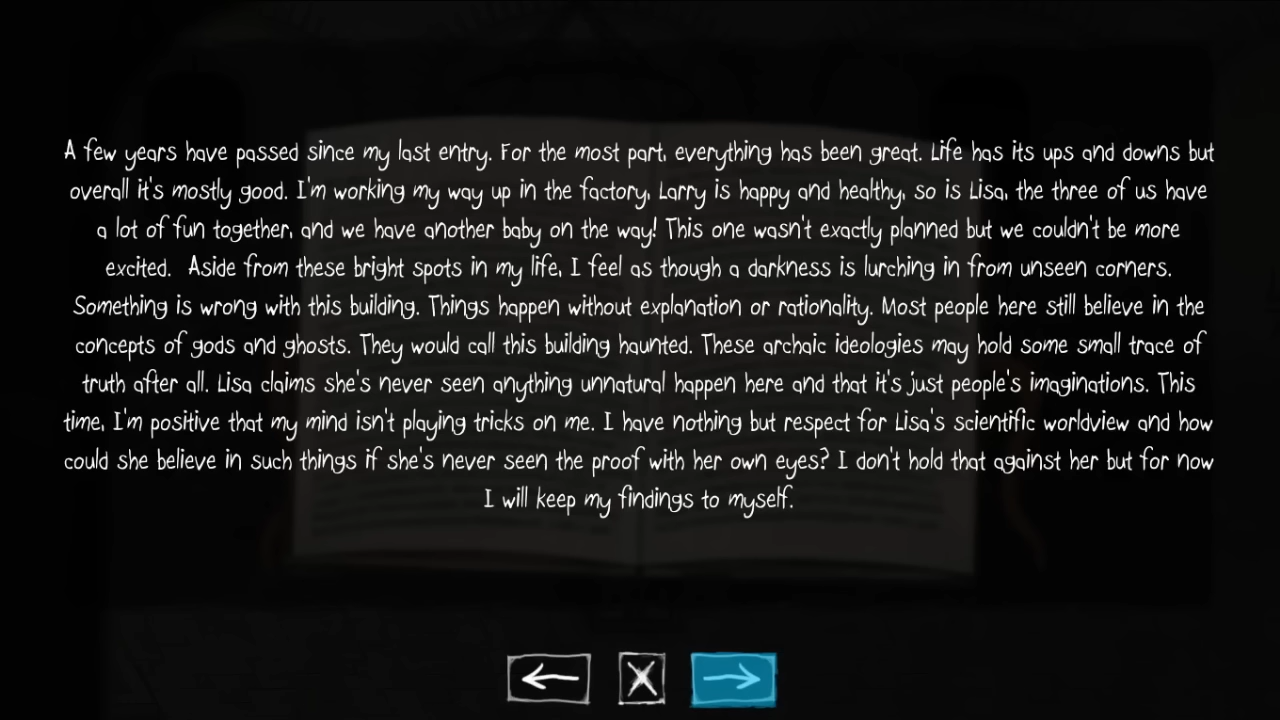 A few years have passed since my last entry. For the most part, everything has been great. Life has its ups and downs but
overall it's mostly good. I'm working my way up in the factory, Larry is happy and healthy, so is Lisa, the three of us have
a lot of fun together, and we have another baby on the way! This one wasn't exactly planned but we couldn't be more
excited.  Aside from these bright spots in my life, I feel as though a darkness is lurching in from unseen corners.
Something is wrong with this building. Things happen without explanation or rationality. Most people here still believe in the
concepts of gods and ghosts. They would call this building haunted. These archaic ideologies may hold some small trace of
truth after all. Lisa claims she's never seen anything unnatural happen here and that it's just people's imaginations. This
time, I'm positive that my mind isn't playing tricks on me. I have nothing but respect for Lisa's scientific worldview and how
could she believe in such things if she's never seen the proof with her own eyes? I don't hold that against her but for now
I will keep my findings to myself.